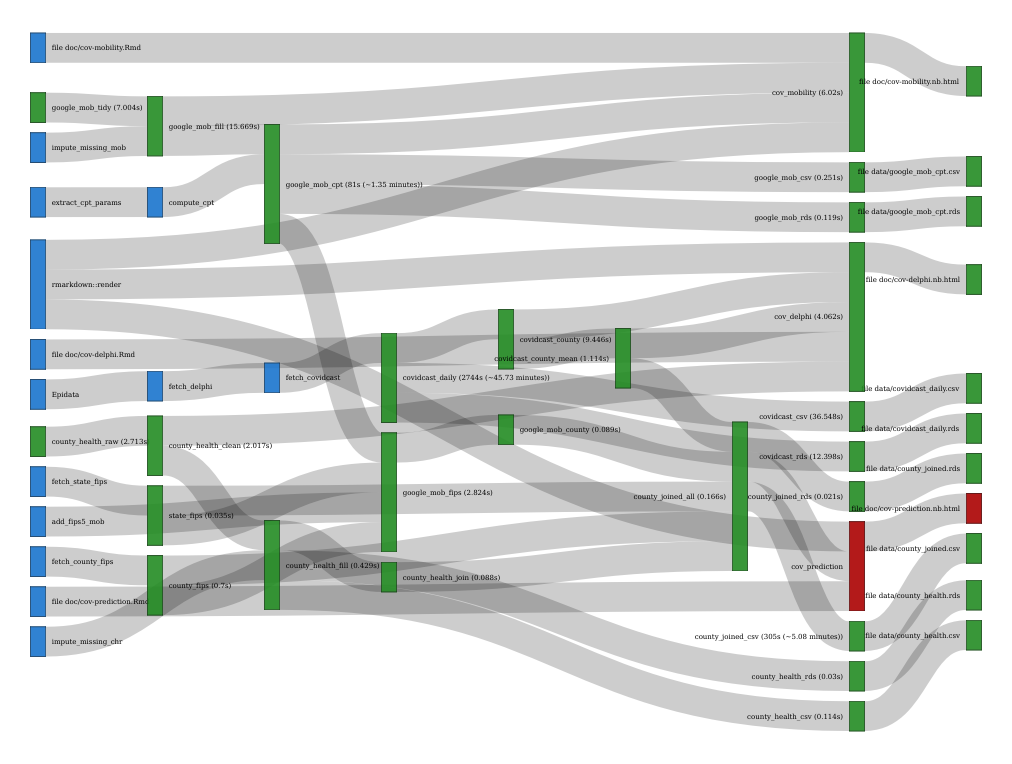 file doc/cov-mobility.Rmd
file doc/cov-mobility.nb.html
cov_mobility (6.02s)
google_mob_tidy (7.004s)
google_mob_fill (15.669s)
impute_missing_mob
google_mob_cpt (81s (~1.35 minutes))
google_mob_csv (0.251s)
file data/google_mob_cpt.csv
extract_cpt_params
compute_cpt
google_mob_rds (0.119s)
file data/google_mob_cpt.rds
rmarkdown::render
file doc/cov-delphi.nb.html
cov_delphi (4.062s)
covidcast_county (9.446s)
file doc/cov-delphi.Rmd
covidcast_county_mean (1.114s)
fetch_covidcast
covidcast_daily (2744s (~45.73 minutes))
fetch_delphi
file data/covidcast_daily.csv
Epidata
covidcast_csv (36.548s)
google_mob_county (0.089s)
file data/covidcast_daily.rds
county_health_raw (2.713s
county_health_clean (2.017s)
covidcast_rds (12.398s)
file data/county_joined.rds
fetch_state_fips
google_mob_fips (2.824s)
county_joined_all (0.166s)
county_joined_rds (0.021s)
file doc/cov-prediction.nb.html
state_fips (0.035s)
add_fips5_mob
file data/county_joined.csv
fetch_county_fips
county_health_fill (0.429s)
cov_prediction
county_health_join (0.088s)
county_fips (0.7s)
file data/county_health.rds
file doc/cov-prediction.Rmd
county_joined_csv (305s (~5.08 minutes))
file data/county_health.csv
impute_missing_chr
county_health_rds (0.03s)
county_health_csv (0.114s)